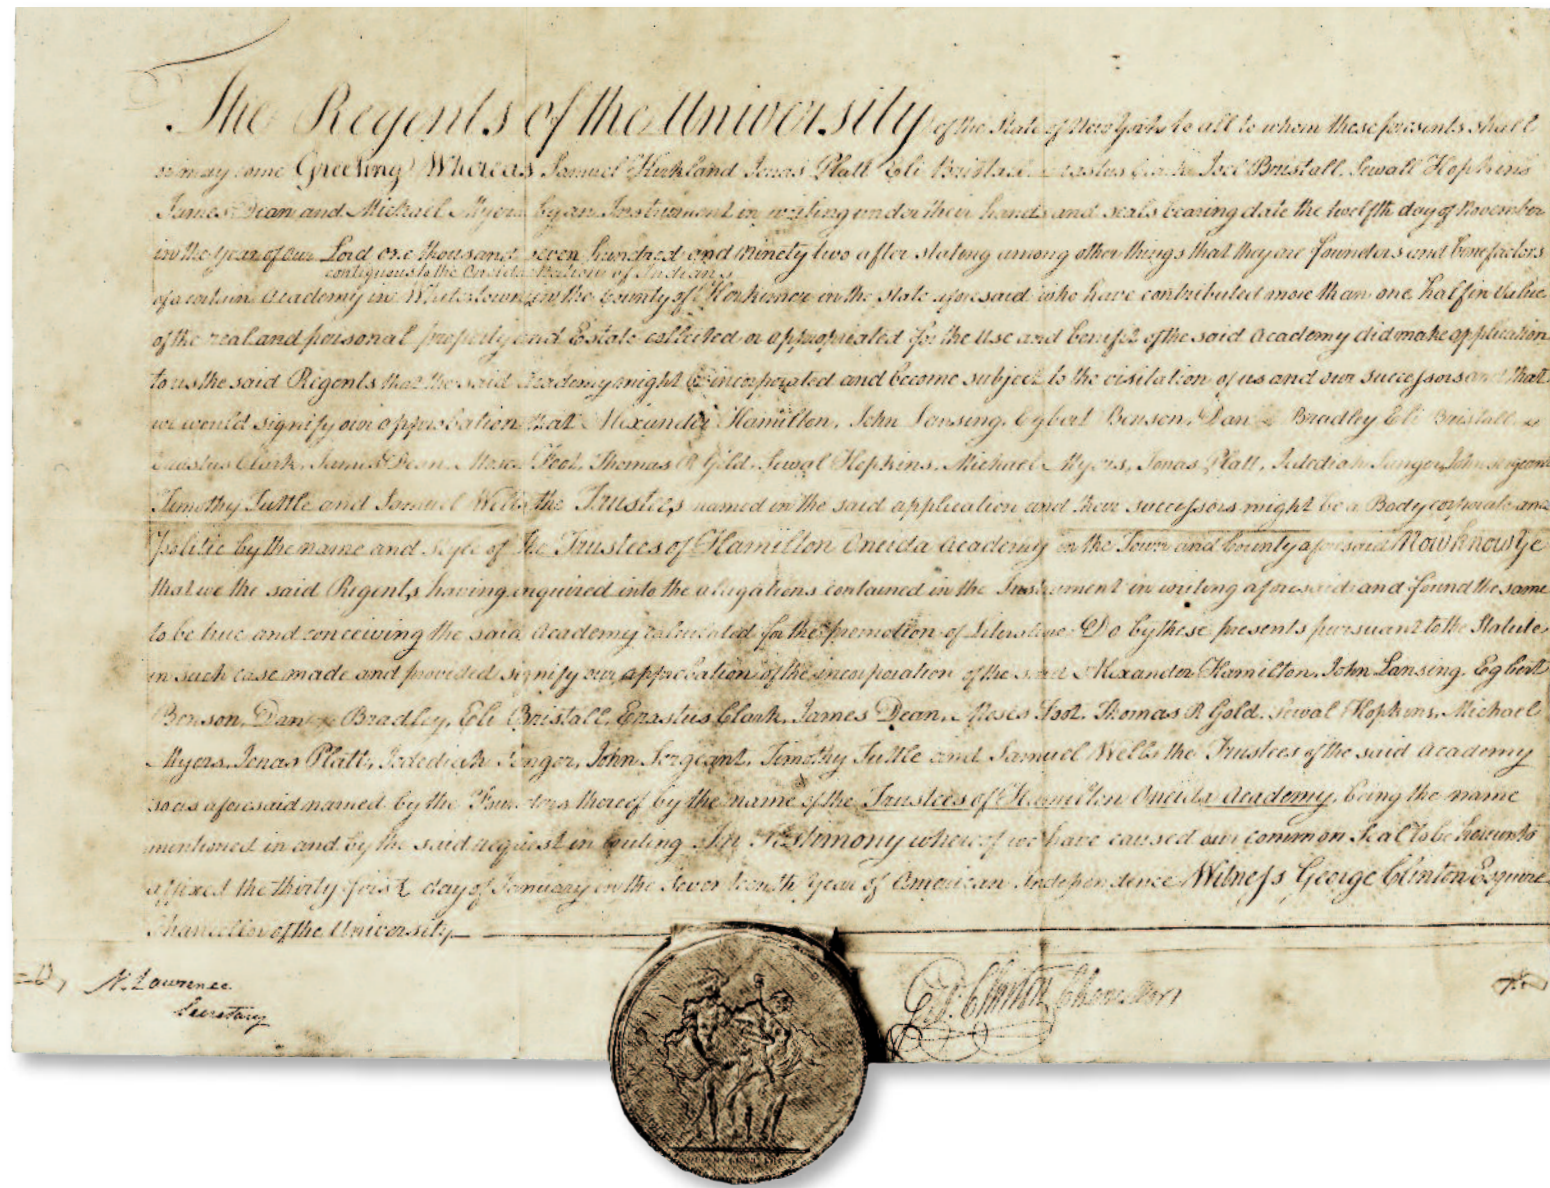 The Regents of the University of the State of New York to all to whom these presents shall
or may come Greeting Whereas Samuel Kirkland Jonas Platt Eli Bristall Erastus Clark Joel Bristall, Sewall Hopkins
James Dean and Michael Myers by an Instrument in writing under their hands and seals bearing date the twelfth day of November
in the year of our Lord one thousand seven hundred and ninety two after stating among other things that they are founders and benefactors
contiguous to the Oneida Nation of Indians
of a certain Academy in Whitestown in the County of Herkemer in the state aforesaid who have contributed more than one half in value
of the real and personal property and Estate collected or appropriated for the Use and benefit of the said Academy did make application
to us the said Regents that the said Academy might be incorporated and become subject to the visitation of us and our successors and that
we would signify our approbation that Alexander Hamilton, John Lansing, Egbert Benson, Dan Bradley Eli Bristall
Erastus Clark, James Dean, Moses Foot, Thomas R Gold, Sewal Hopkins, Michael Myers, Jonas Platt, Jedediah Sanger, John Sergeant
Timothy Tuttle and Samuel Wells the Trustees named in the said application and their successors might be a Body corporate and
Politic by the name and style of The Trustees of Hamilton Oneida Academy in the Town and County aforesaid Now know Ye
that we the said Regents having inquired into the alegations contained in the Instrument in writing aforesaid and found the same
to be true and conceiving the said Academy calculated for the promotion of Literature Do by these presents pursuant to the Statute
in such case made and provided signify our approbation of the incorporation of the said Alexander Hamilton, John Lansing, Egbert
Benson, Dan Bradley, Eli Bristall, Erastus Clark, James Dean, Moses Foot, Thomas R Gold, Sewal Hopkins, Michael
Myers, Jonas Platt, Jedediah Sanger, John Sergeant, Timothy Tuttle and Samuel Wells the Trustees of the said Academy
so as aforesaid named by the Founders thereof by the name of the Trustees of Hamilton Oneida Academy, being the name
mentioned in and by the said request in writing In Testimony whereof we have caused our common Seal to be hereunto
affixed the thirty first day of January in the Seventeenth Year of American Independence Witness George Clinton Esquire
Chancellor of the University
N. Lawrence
Secretary
Geo. Clinton Chancellor